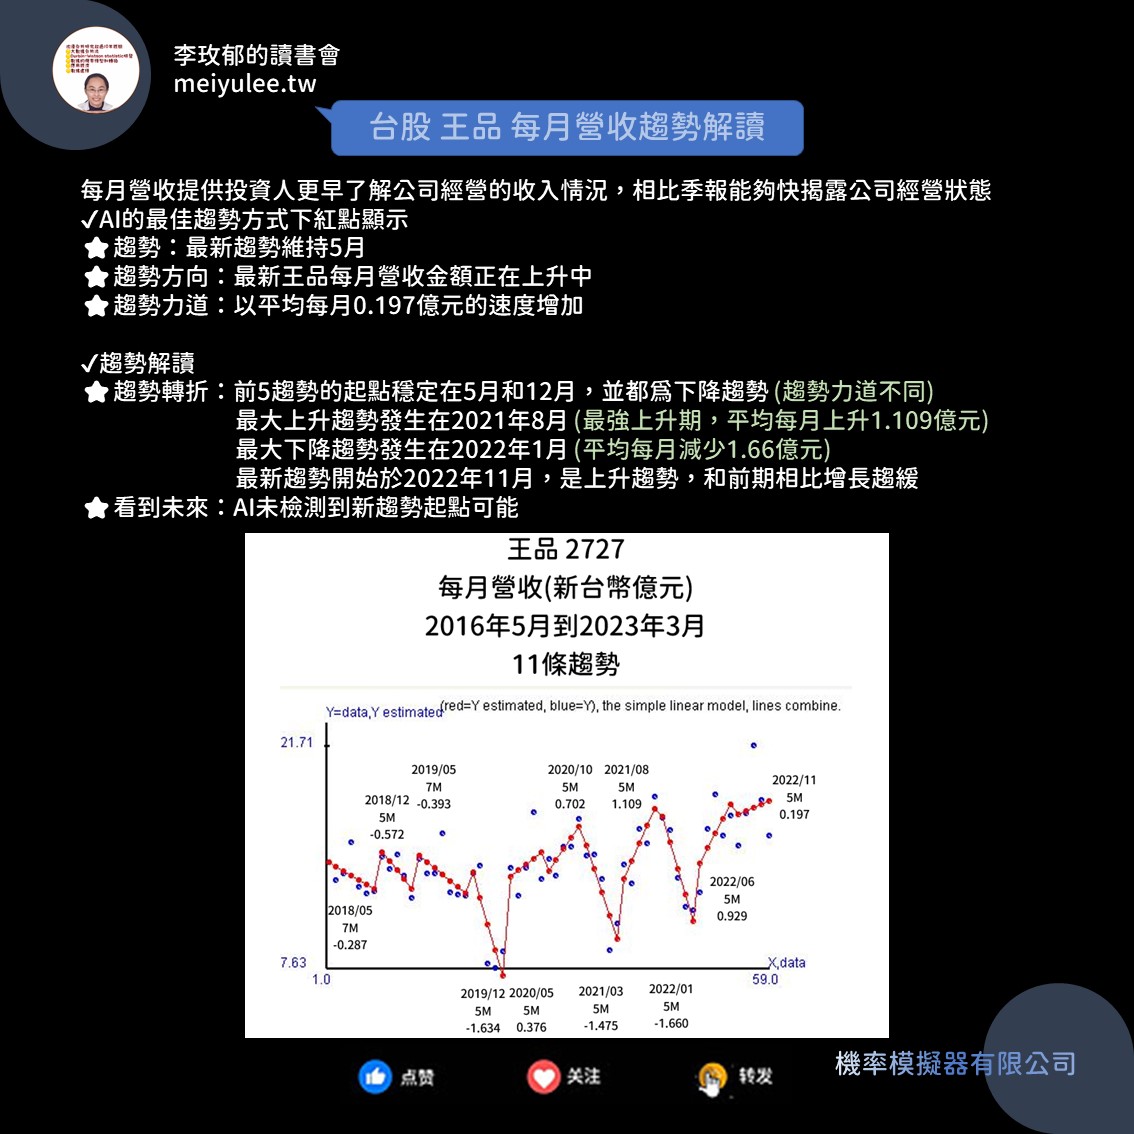 李玫郁的讀書會
meiyulee.tw
台股 王品 每月營收趨勢解讀
每月營收提供投資人更早了解公司經營的收入情況，相比季報能夠快揭露公司經營狀態
✓AI的最佳趨勢方式下紅點顯示
★趨勢：最新趨勢維持5月
★趨勢方向：最新王品每月營收金額正在上升中
★趨勢力道：以平均每月0.197億元的速度增加
✓趨勢解讀
★趨勢轉折：前5趨勢的起點穩定在5月和12月，並都為下降趨勢 (趨勢力道不同)
最大上升趨勢發生在2021年8月 (最強上升期，平均每月上升1.109億元)
最大下降趨勢發生在2022年1月 (平均每月減少1.66億元)
最新趨勢開始於2022年11月，是上升趨勢，和前期相比增長趨緩
★看到未來：AI未檢測到新趨勢起點可能
王品 2727
每月營收(新台幣億元)
2016年5月到2023年3月
11條趨勢
Y=data,Y estimated
(red=Y estimated, blue=Y), the simple linear model, lines combine.
21.71
2019/05
7M
-0.393
2020/10
5M
0.702
2021/08
5M
1.109
2022/11
5M
0.197
2018/12
5M
-0.572
2022/06
5M
0.929
2018/05
7M
-0.287
7.63
X,data
1.0
59.0
2019/12
5M
-1.634
2020/05
5M
0.376
2021/03
5M
-1.475
2022/01
5M
-1.660
機率模擬器有限公司
点赞
关注
转发